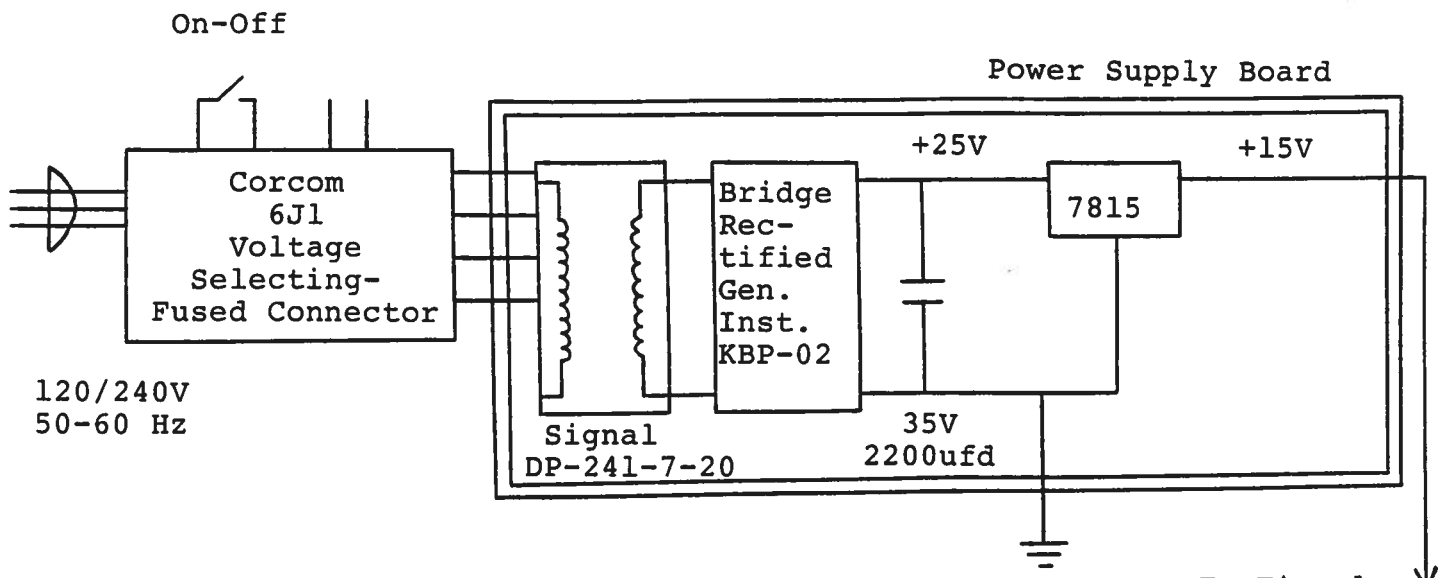 On-Off
Power Supply Board
+25V
+15V
Corcom
6J1
Voltage
Selecting-
Fused Connector
Bridge
Rec-
tified
Gen.
Inst.
KBP-02
7815
120/240V
50-60 Hz
Signal
DP-241-7-20
35V
2200ufd